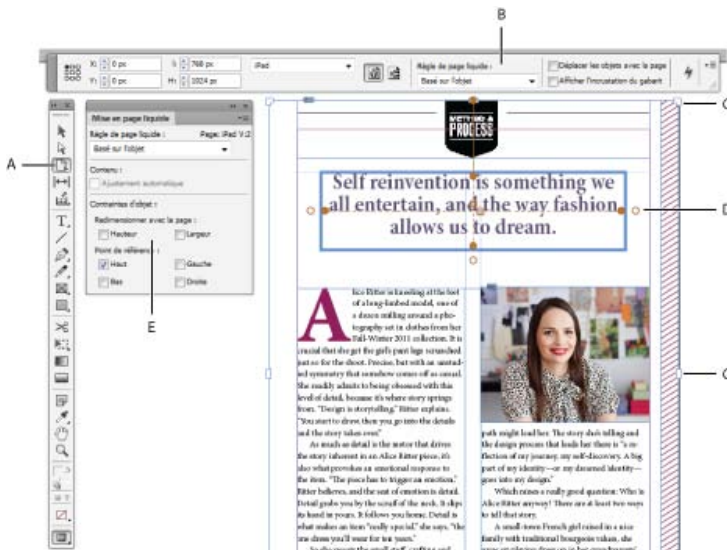 B
X: 0 px
L: 768 px
iPad
Règle de page liquide :
Déplacer les objets avec la page
Y: 0 px
H: 1024 px
Basé sur l'objet
Afficher l'incrustation du gabarit
A
C
D
E
C
Mise en page liquide
Règle de page liquide :
Page: iPad V:2
Basé sur l'objet
Contenu :
Ajustement automatique
Contraintes d'objet :
Redimensionner avec la page :
Hauteur
Largeur
Point de référence :
Haut
Gauche
Bas
Droite
PROCESS
Self reinvention is something we
all entertain, and the way fashion
allows us to dream.
Alice Ritter is kneeling at the feet
of a long-limbed model, one of
a dozen milling around a pho-
tography set in clothes from her
Fall-Winter 2011 collection. It is
crucial that she get the girl's pant legs scrunched
just so for the shoot. Precise, but with an unstud-
ied symmetry that somehow comes off as casual.
She readily admits to being obsessed with this
level of detail, because it's where story springs
from. "Design is storytelling," Ritter explains.
"You start to draw, then you go into the details
and the story takes over."
As much as detail is the motor that drives
the story inherent in an Alice Ritter piece, it's
also what provokes an emotional response to
the item. "The piece has to trigger an emotion."
Ritter believes, and the seat of emotion is detail.
Detail grabs you by the scruff of the neck. It slips
its hand in yours. It follows you home. Detail is
what makes an item "really special," she says, "the
one dress you'll wear for ten years."
path might lead her. The story she's telling and
the design process that leads her there is "a re-
flection of my journey, my self-discovery. A big
part of my identity—or my dreamed identity—
goes into my design."
Which raises a really good question: Who is
Alice Ritter anyway? There are at least two ways
to tell that story.
A small-town French girl raised in a nice
family with traditional bourgeois values, she